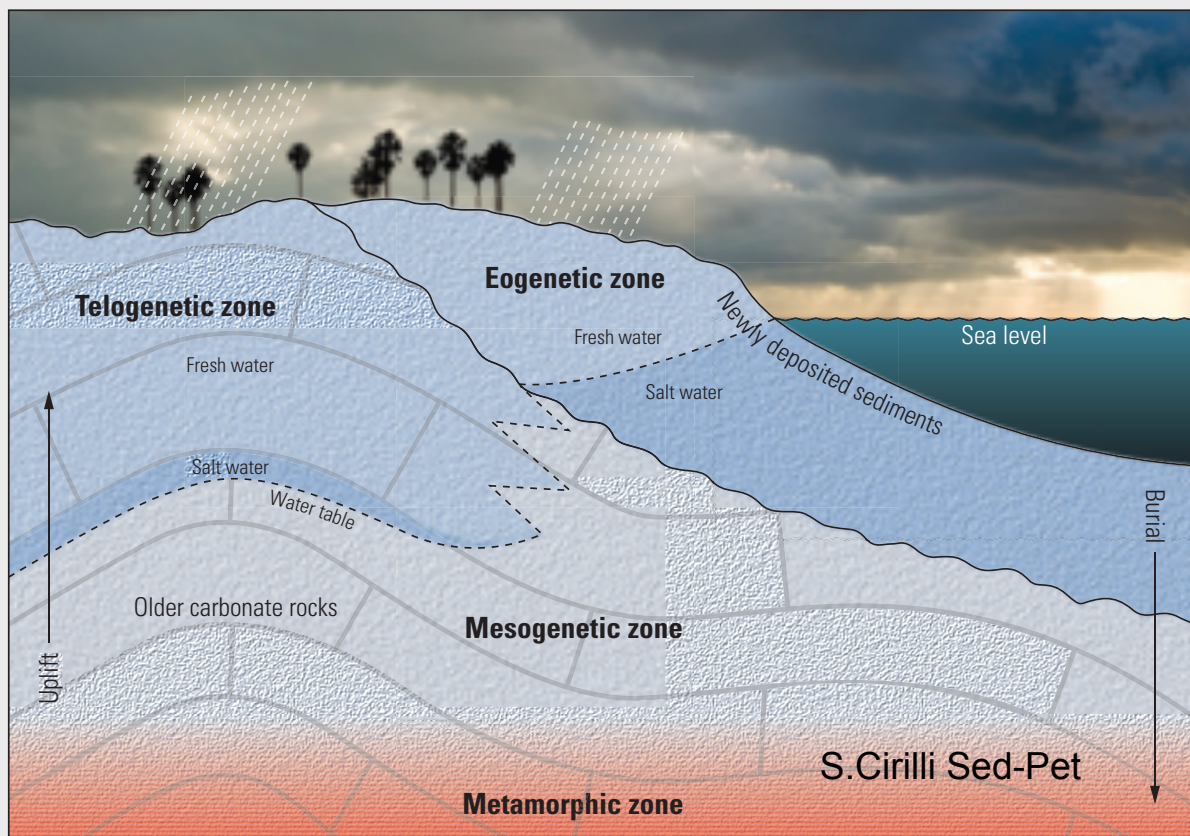 Eogenetic zone
Telogenetic zone
Newly deposited sediments
Sea level
Fresh water
Fresh water
Salt water
Salt water
Water table
Burial
Older carbonate rocks
Mesogenetic zone
Uplift
S.Cirilli Sed-Pet
Metamorphic zone